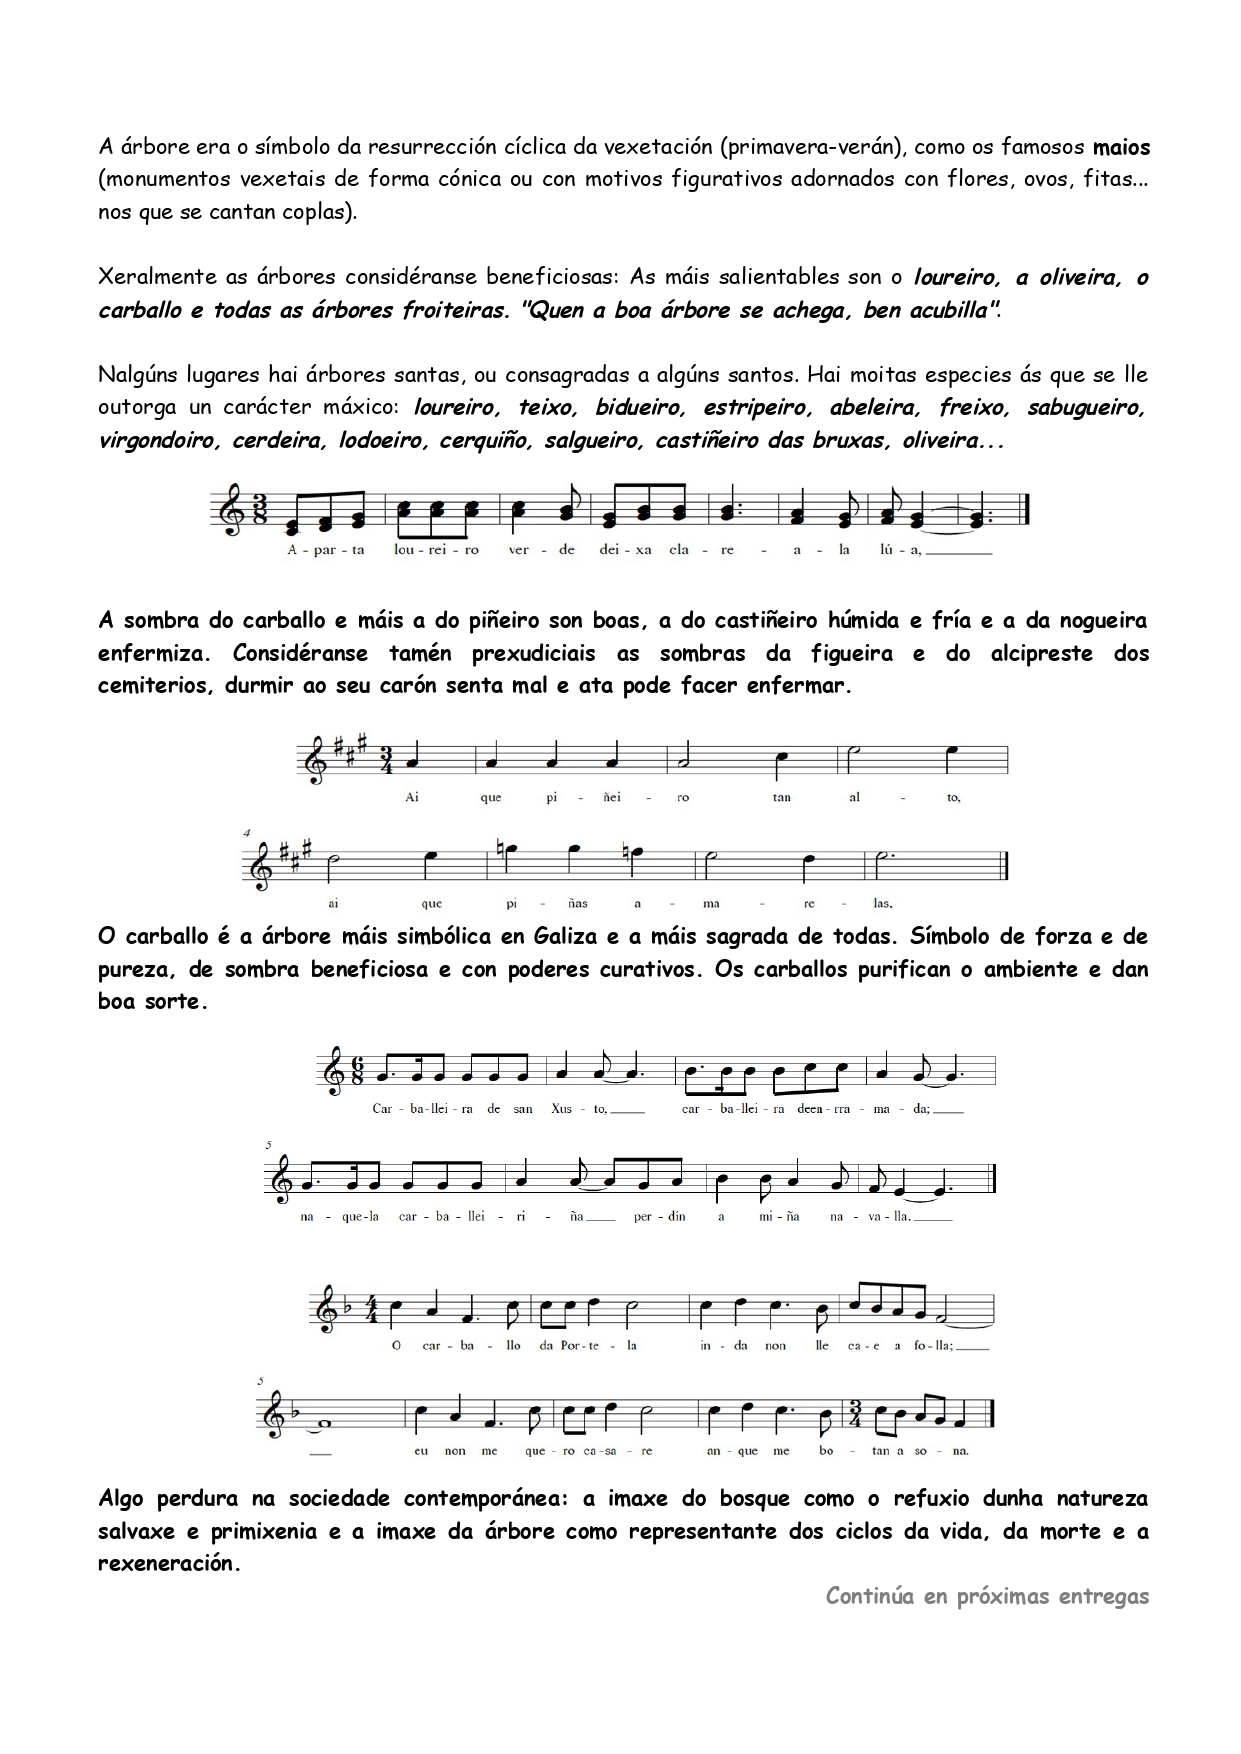 A árbore era o símbolo da resurrección cíclica da vexetación (primavera-verán), como os famosos maios
(monumentos vexetais de forma cónica ou con motivos figurativos adornados con flores, ovos, fitas...
nos que se cantan coplas).
Xeralmente as árbores considéranse beneficiosas: As máis salientables son o loureiro, a oliveira, o
carballo e todas as árbores froiteiras. "Quen a boa árbore se achega, ben acubilla".
Nalgúns lugares hai árbores santas, ou consagradas a algúns santos. Hai moitas especies ás que se lle
outorga un carácter máxico: loureiro, teixo, bidueiro, estripeiro, abeleira, freixo, sabugueiro,
virgondoiro, cerdeira, lodoeiro, cerquiño, salgueiro, castiñeiro das bruxas, oliveira...
3
8
A - par - ta lou - rei - ro ver - de dei - xa cla - re - a - la lú - a,
A sombra do carballo e máis a do piñeiro son boas, a do castiñeiro húmida e fría e a da nogueira
enfermiza. Considéranse tamén prexudiciais as sombras da figueira e do alcipreste dos
cemiterios, durmir ao seu carón senta mal e ata pode facer enfermar.
3
4
Ai que pi - ñei - ro tan al - to,
4
ai que pi - ñas a - ma - re - las,
O carballo é a árbore máis simbólica en Galiza e a máis sagrada de todas. Símbolo de forza e de
pureza, de sombra beneficiosa e con poderes curativos. Os carballos purifican o ambiente e dan
boa sorte.
6
8
Car - ba - llei - ra de san Xus - to, car - ba - llei - ra deen - rra - ma - da;
5
na - que - la car - ba - llei - ri - ña perdín a mi - ña na - va - lla.
4
4
O car - ba - llo da Por - te - la in - da non lle ca - e a fo - lla;
5
3
4
eu non me que - ro ca - sa - re an - que me bo - tan a so - na.
Algo perdura na sociedade contemporánea: a imaxe do bosque como o refuxio dunha natureza
salvaxe e primixenia e a imaxe da árbore como representante dos ciclos da vida, da morte e a
rexeneración.
Continúa en próximas entregas